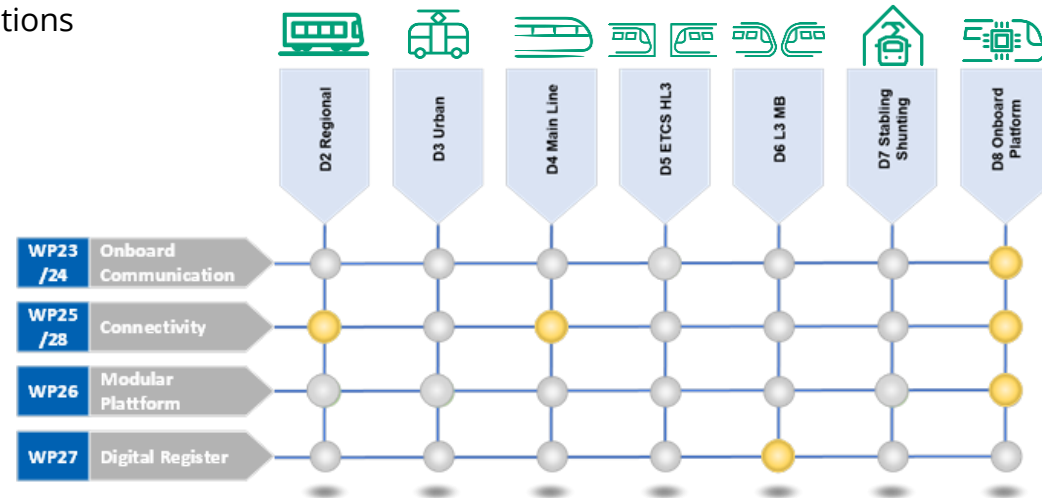 tions
D2 Regional
D3 Urban
D4 Main Line
D5 ETCS HL3
D6 L3 MB
D7 Stabling
Shunting
D8 Onboard
Platform
WP23
/24
Onboard
Communication
WP25
/28
Connectivity
WP26
Modular
Plattform
WP27
Digital Register